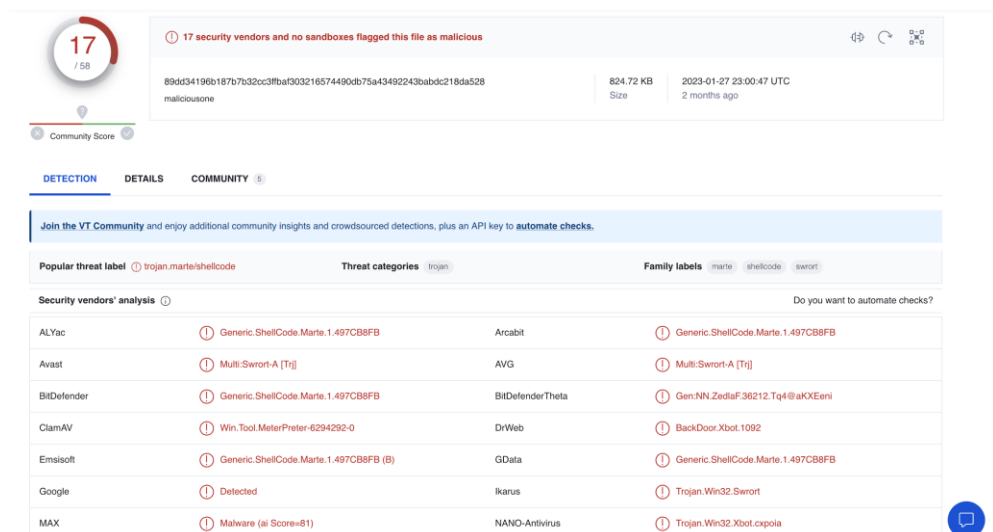 17
/ 58
Community Score
17 security vendors and no sandboxes flagged this file as malicious
89dd34196b187b7b32cc3ffbaf303216574490db75a43492243babdc218da528
maliciousone
824.72 KB
Size
2023-01-27 23:00:47 UTC
2 months ago
DETECTION DETAILS COMMUNITY 5
Join the VT Community and enjoy additional community insights and crowdsourced detections, plus an API key to automate checks.
Popular threat label trojan.marte/shellcode Threat categories trojan Family labels marte shellcode swrort
Security vendors' analysis Do you want to automate checks?
ALYac Generic.ShellCode.Marte.1.497CB8FB Arcabit Generic.ShellCode.Marte.1.497CB8FB
Avast Multi:Swrort-A [Trj] AVG Multi:Swrort-A [Trj]
BitDefender Generic.ShellCode.Marte.1.497CB8FB BitDefenderTheta Gen:NN.ZedlaF.36212.Tq4@aKXEeni
ClamAV Win.Tool.MeterPreter-6294292-0 DrWeb BackDoor.Xbot.1092
Emsisoft Generic.ShellCode.Marte.1.497CB8FB (B) GData Generic.ShellCode.Marte.1.497CB8FB
Google Detected Ikarus Trojan.Win32.Swrort
MAX Malware (ai Score=81) NANO-Antivirus Trojan.Win32.Xbot.cxpoia